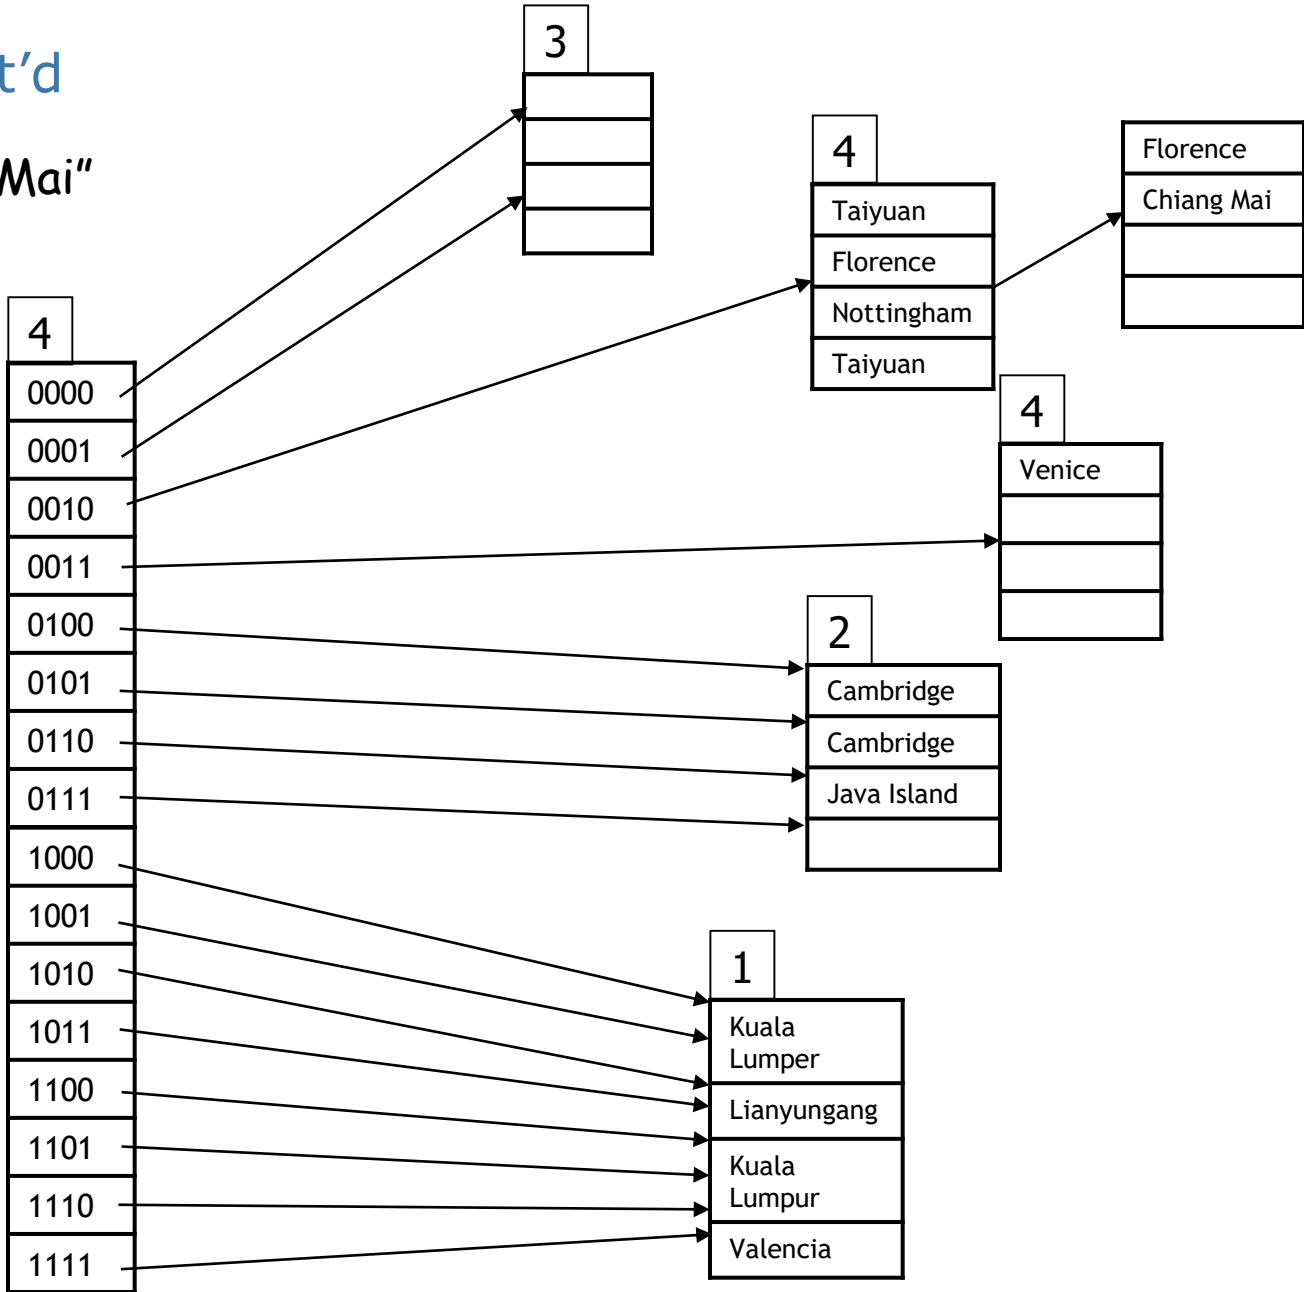 t’d
Mai”
3
4
Taiyuan
Florence
Nottingham
Taiyuan
Florence
Chiang Mai
4
Venice
4
0000
0001
0010
0011
0100
0101
0110
0111
1000
1001
1010
1011
1100
1101
1110
1111
2
Cambridge
Cambridge
Java Island
1
Kuala
Lumper
Lianyungang
Kuala
Lumpur
Valencia